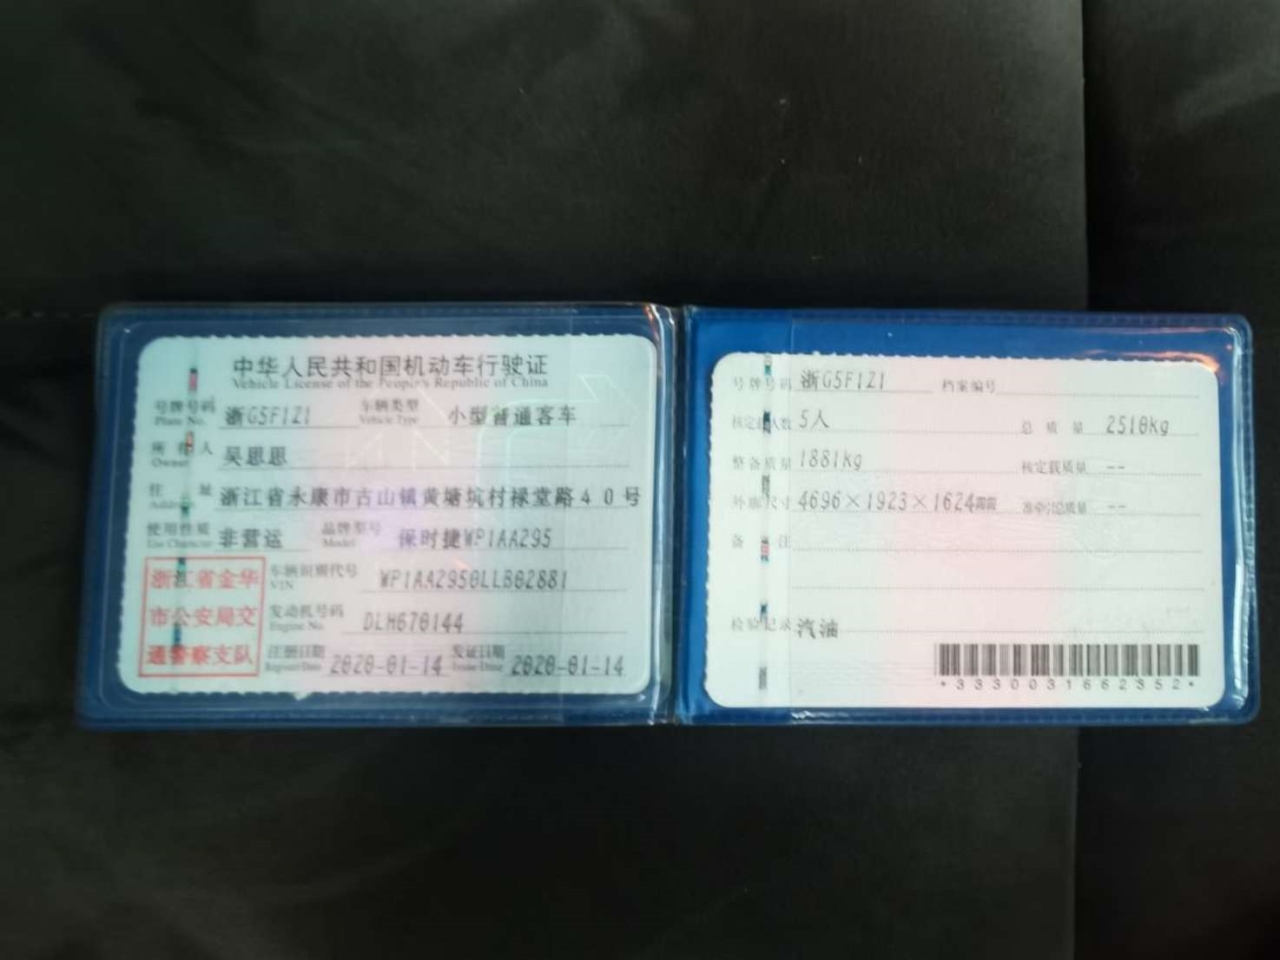 中华人民共和国机动车行驶证
Vehicle License of the People's Republic of China
号牌号码 浙G5F1Z1 车辆类型 小型普通客车
Plate No. Vehicle Type
所有人 吴思思
Owner
住址 浙江省永康市古山镇黄塘坑村禄堂路40号
Address
使用性质 非营运 品牌型号 保时捷WP1AA295
Use Character Model
浙江省金华
市公安局交
通警察支队
车辆识别代号 WP1AA2950LLB02881
VIN
发动机号码 DLH670144
Engine No.
注册日期 2020-01-14 发证日期 2020-01-14
Register Date Issue Date
号牌号码 浙G5F1Z1 档案编号
核定载人数 5人 总质量 2510kg
整备质量 1881kg 核定载质量 --
外廓尺寸 4696×1923×1624 准牵引总质量 --
备注
检验记录 汽油
*3330031662352*